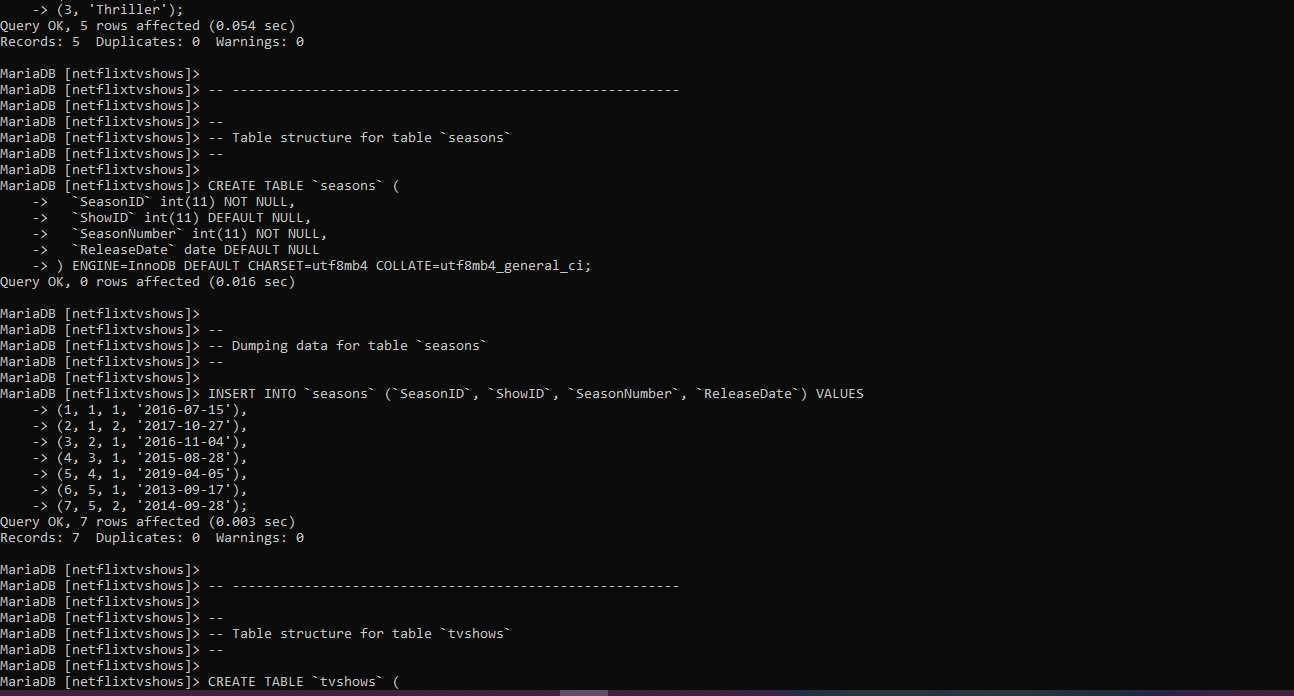 -> (3, 'Thriller');
Query OK, 5 rows affected (0.054 sec)
Records: 5  Duplicates: 0  Warnings: 0

MariaDB [netflixtvshows]>
MariaDB [netflixtvshows]> -- --------------------------------------------------------
MariaDB [netflixtvshows]>
MariaDB [netflixtvshows]> --
MariaDB [netflixtvshows]> -- Table structure for table `seasons`
MariaDB [netflixtvshows]> --
MariaDB [netflixtvshows]>
MariaDB [netflixtvshows]> CREATE TABLE `seasons` (
    ->   `SeasonID` int(11) NOT NULL,
    ->   `ShowID` int(11) DEFAULT NULL,
    ->   `SeasonNumber` int(11) NOT NULL,
    ->   `ReleaseDate` date DEFAULT NULL
    -> ) ENGINE=InnoDB DEFAULT CHARSET=utf8mb4 COLLATE=utf8mb4_general_ci;
Query OK, 0 rows affected (0.016 sec)

MariaDB [netflixtvshows]>
MariaDB [netflixtvshows]> --
MariaDB [netflixtvshows]> -- Dumping data for table `seasons`
MariaDB [netflixtvshows]> --
MariaDB [netflixtvshows]>
MariaDB [netflixtvshows]> INSERT INTO `seasons` (`SeasonID`, `ShowID`, `SeasonNumber`, `ReleaseDate`) VALUES
    -> (1, 1, 1, '2016-07-15'),
    -> (2, 1, 2, '2017-10-27'),
    -> (3, 2, 1, '2016-11-04'),
    -> (4, 3, 1, '2015-08-28'),
    -> (5, 4, 1, '2019-04-05'),
    -> (6, 5, 1, '2013-09-17'),
    -> (7, 5, 2, '2014-09-28');
Query OK, 7 rows affected (0.003 sec)
Records: 7  Duplicates: 0  Warnings: 0

MariaDB [netflixtvshows]>
MariaDB [netflixtvshows]> -- --------------------------------------------------------
MariaDB [netflixtvshows]>
MariaDB [netflixtvshows]> --
MariaDB [netflixtvshows]> -- Table structure for table `tvshows`
MariaDB [netflixtvshows]> --
MariaDB [netflixtvshows]>
MariaDB [netflixtvshows]> CREATE TABLE `tvshows` (